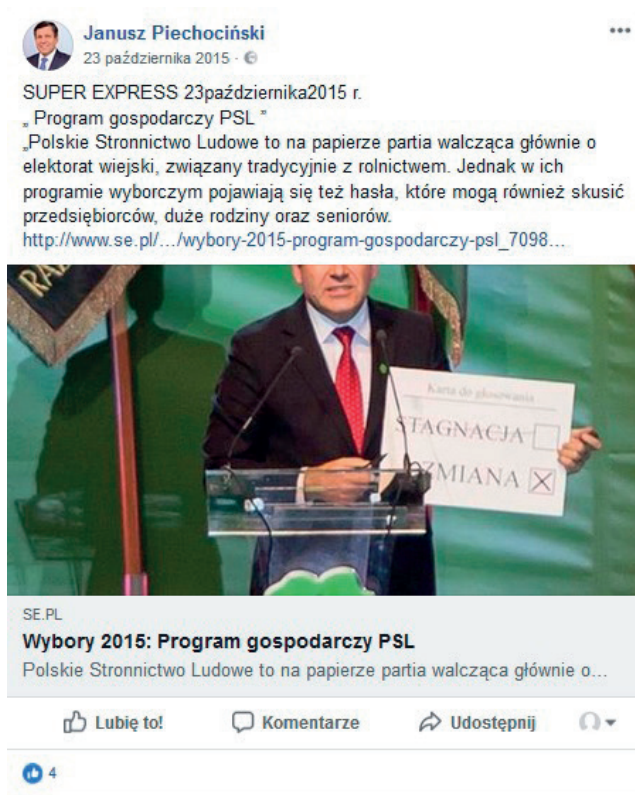 Janusz Piechociński
23 października 2015 ·
SUPER EXPRESS 23października2015 r.
„ Program gospodarczy PSL ”
„Polskie Stronnictwo Ludowe to na papierze partia walcząca głównie o
elektorat wiejski, związany tradycyjnie z rolnictwem. Jednak w ich
programie wyborczym pojawiają się też hasła, które mogą również skusić
przedsiębiorców, duże rodziny oraz seniorów.
http://www.se.pl/.../wybory-2015-program-gospodarczy-psl_7098...
Karta do głosowania
STAGNACJA
ZMIANA
SE.PL
Wybory 2015: Program gospodarczy PSL
Polskie Stronnictwo Ludowe to na papierze partia walcząca głównie o...
Lubię to! Komentarze Udostępnij
4